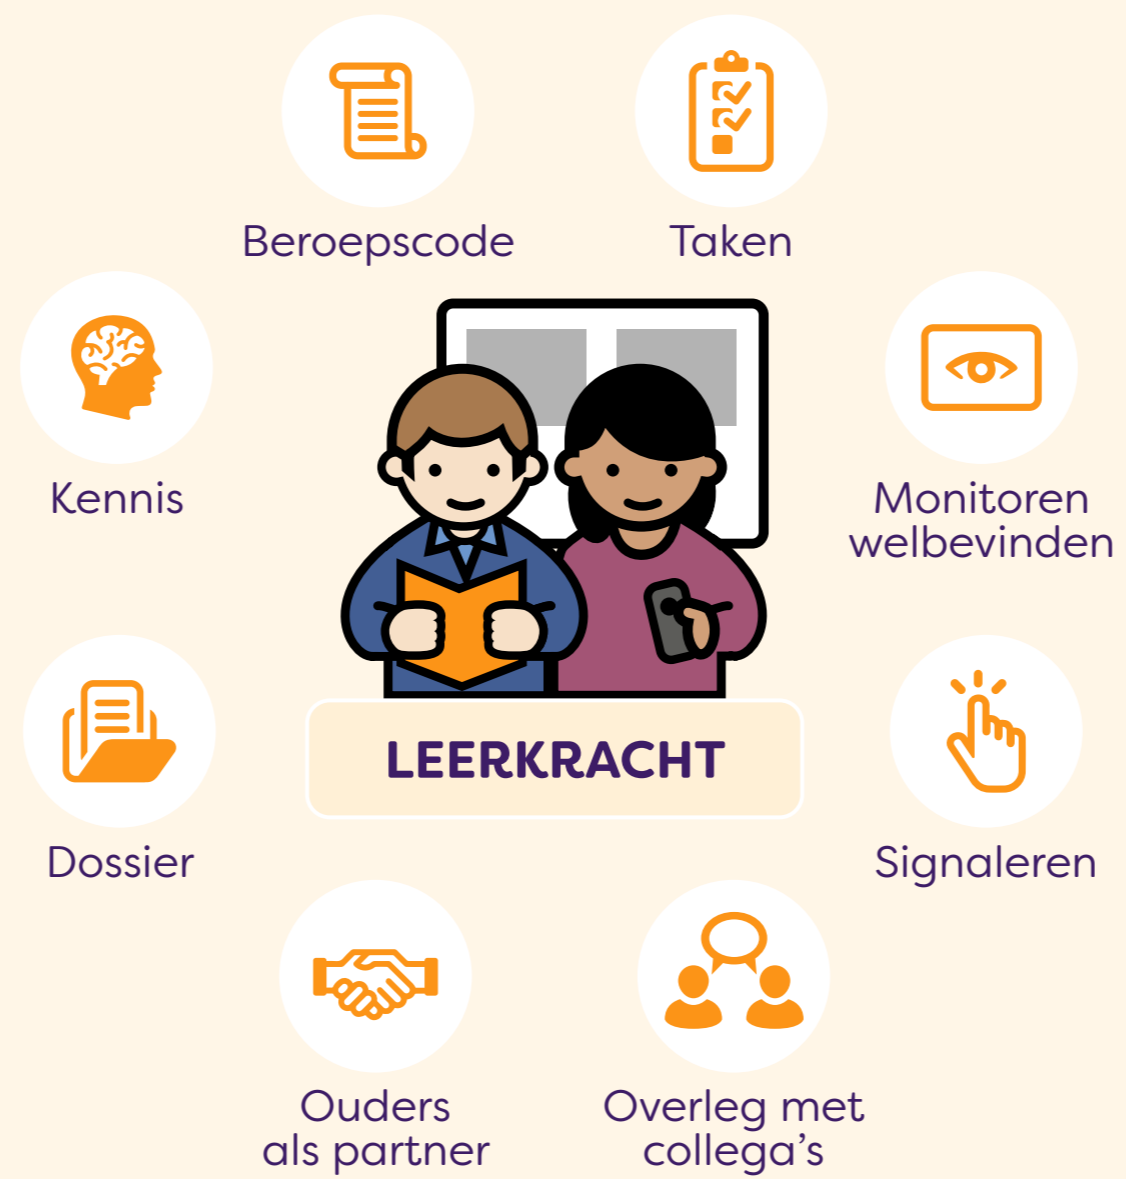 Beroepscode
Taken
Kennis
Monitoren
welbevinden
LEERKRACHT
Dossier
Signaleren
Ouders
als partner
Overleg met
collega’s